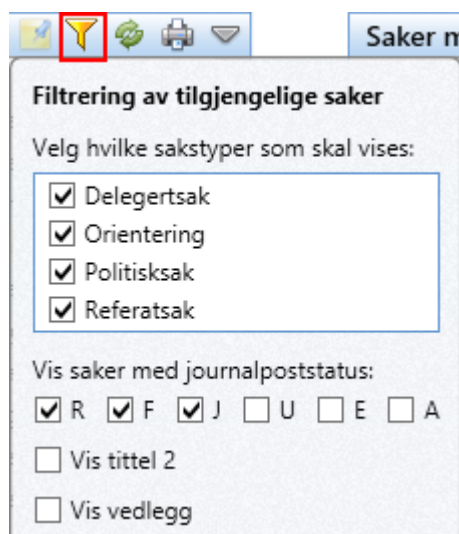 Saker
Filtrering av tilgjengelige saker
Velg hvilke sakstyper som skal vises:
Delegertsak
Orientering
Politisksak
Referatsak
Vis saker med journalpoststatus:
R F J U E A
Vis tittel 2
Vis vedlegg